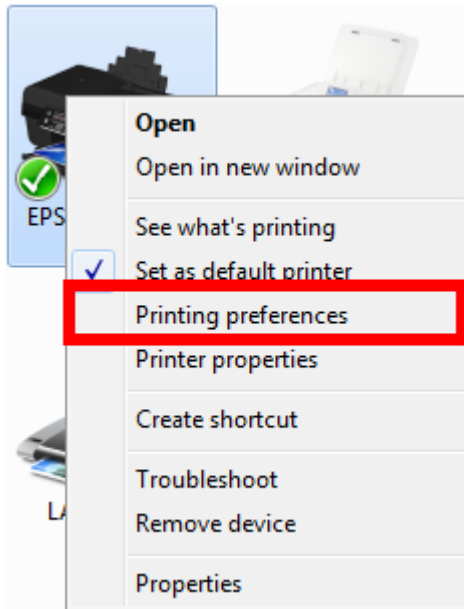 Open
Open in new window
EPS
See what's printing
Set as default printer
Printing preferences
Printer properties
Create shortcut
Troubleshoot
Remove device
Properties